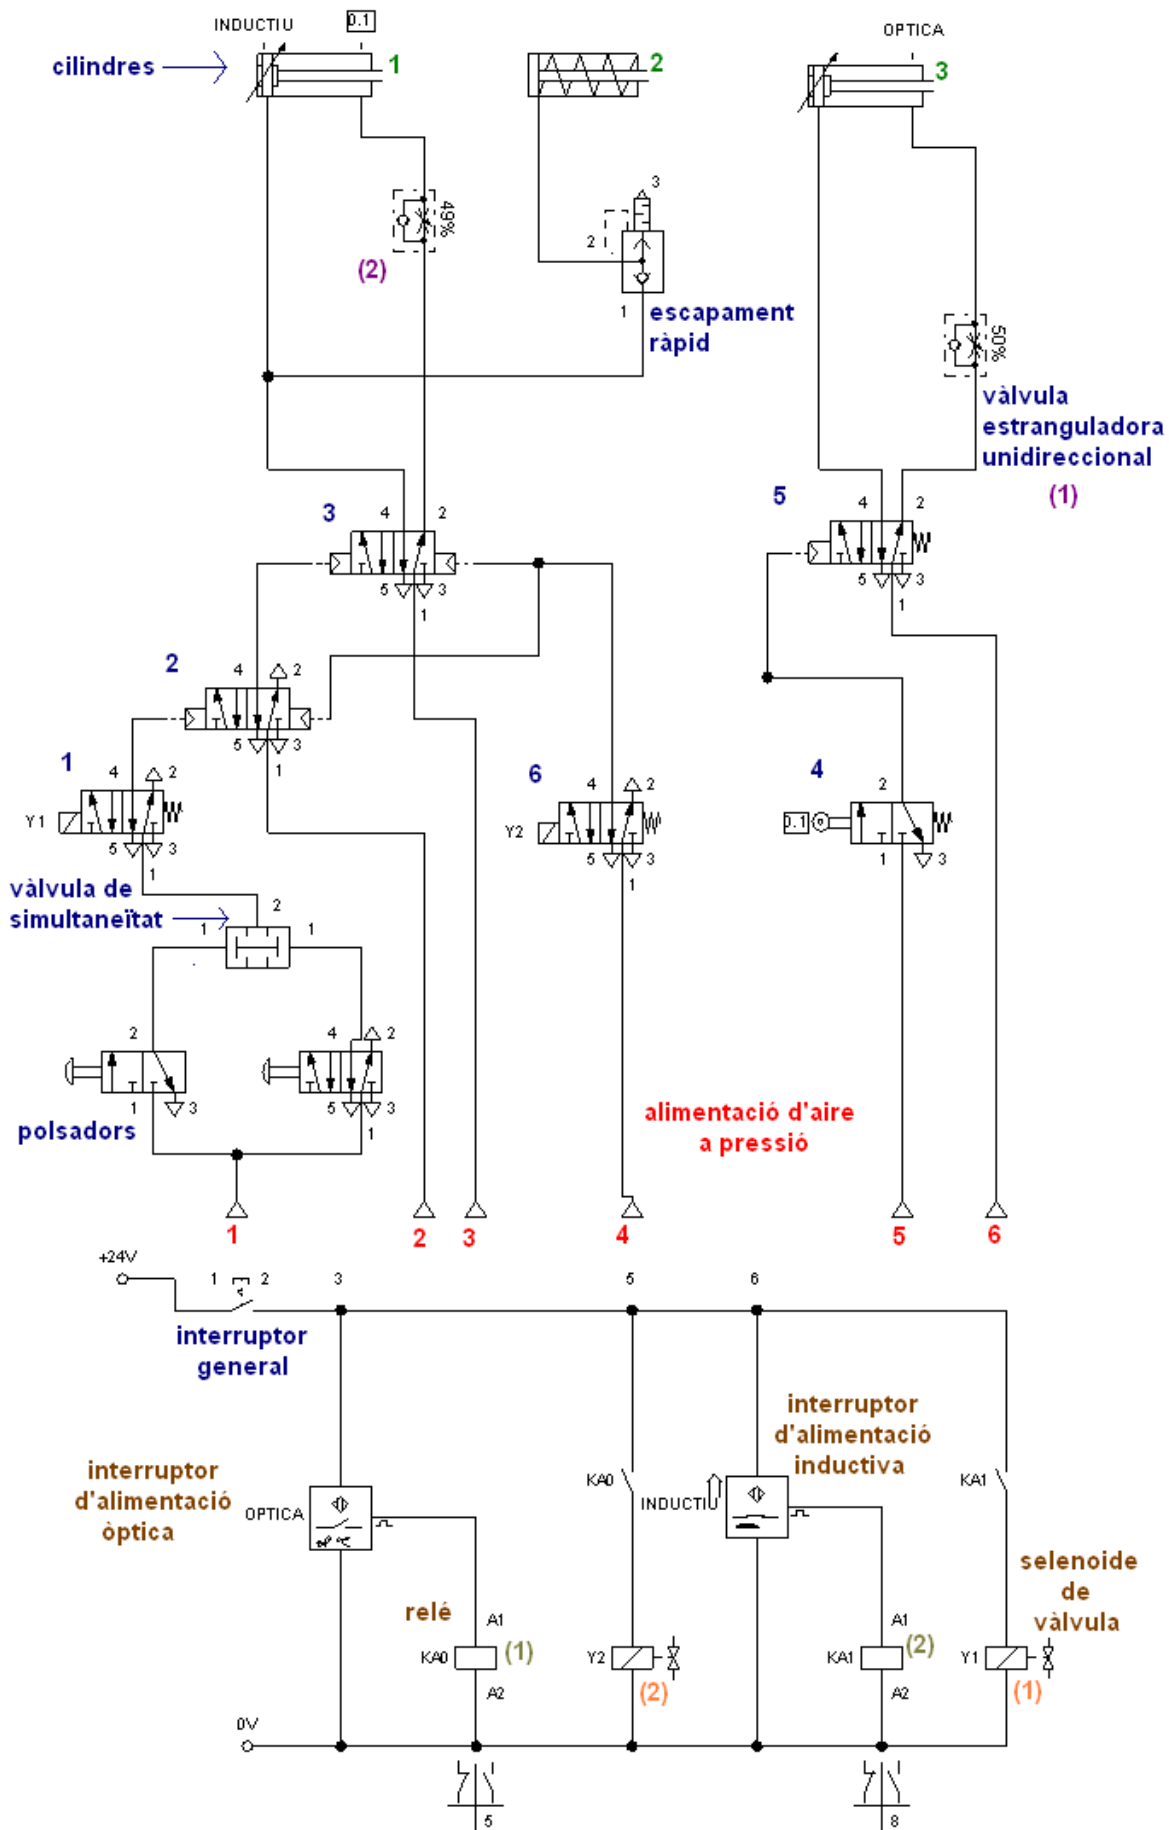 INDUCTIU
0.1
OPTICA
cilindres
1
2
3
49%
(2)
3
2
1
escapament
ràpid
50%
vàlvula
estranguladora
unidireccional
(1)
3
4
2
5
3
1
5
4
2
5
3
1
2
4
2
5
3
1
1
4
2
Y1
5
3
1
6
4
2
Y2
5
3
1
4
2
0.1
1
3
vàlvula de
simultaneïtat
2
1
1
2
1
3
4
2
5
3
1
polsadors
alimentació d'aire
a pressió
1
2
3
4
5
6
+24V
1
2
3
5
6
interruptor
general
interruptor
d'alimentació
òptica
OPTICA
KA0
interruptor
d'alimentació
inductiva
INDUCTIU
KA1
relé
A1
KA0
(1)
A2
Y2
(2)
A1
KA1
(2)
A2
selenoide
de
vàlvula
Y1
(1)
0V
5
8